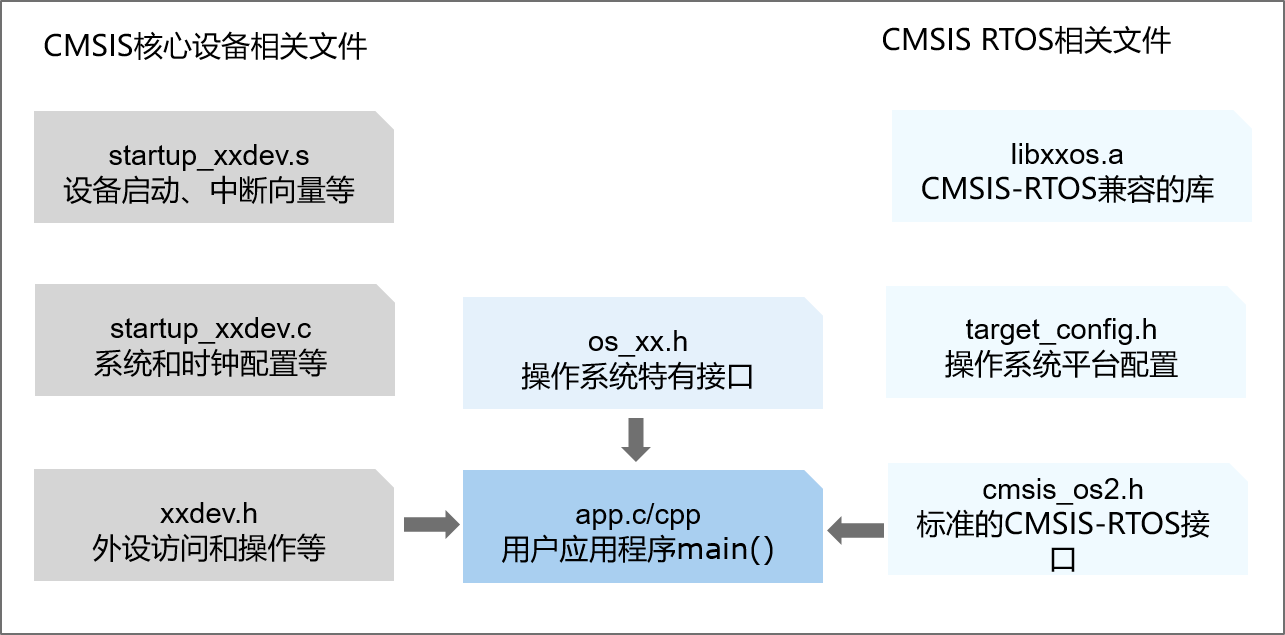 CMSIS核心设备相关文件
CMSIS RTOS相关文件
startup_xxdev.s
设备启动、中断向量等
libxxos.a
CMSIS-RTOS兼容的库
startup_xxdev.c
系统和时钟配置等
os_xx.h
操作系统特有接口
target_config.h
操作系统平台配置
xxdev.h
外设访问和操作等
app.c/cpp
用户应用程序main()
cmsis_os2.h
标准的CMSIS-RTOS接
口